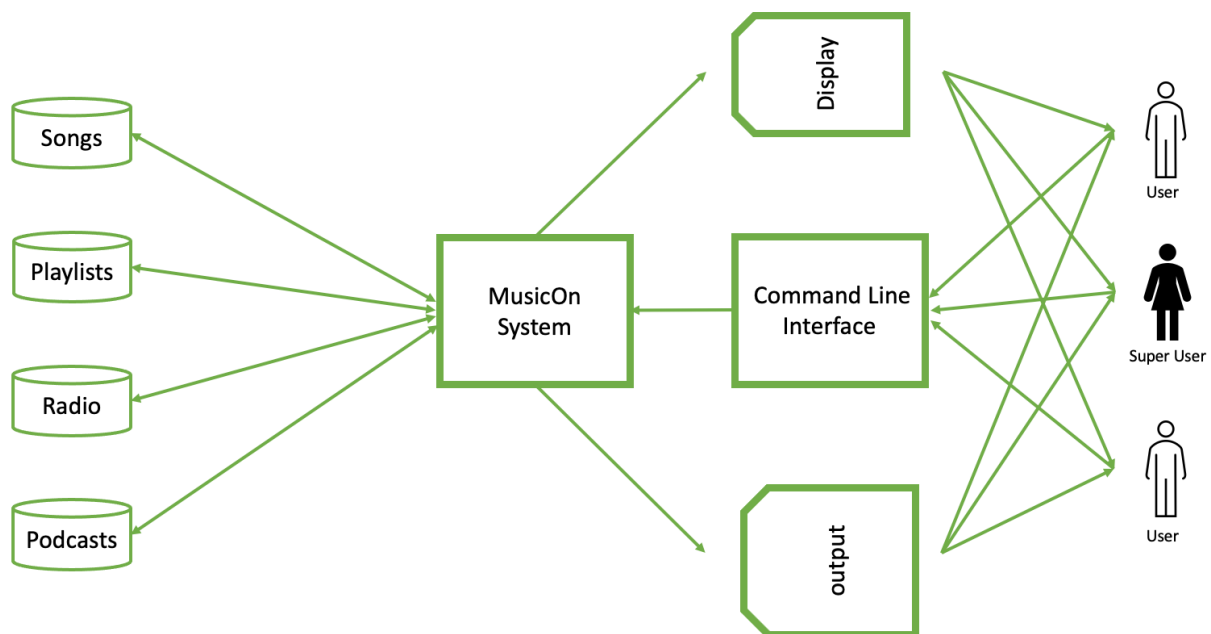 Songs
Playlists
Radio
Podcasts
MusicOn
System
Display
Command Line
Interface
output
User
Super User
User